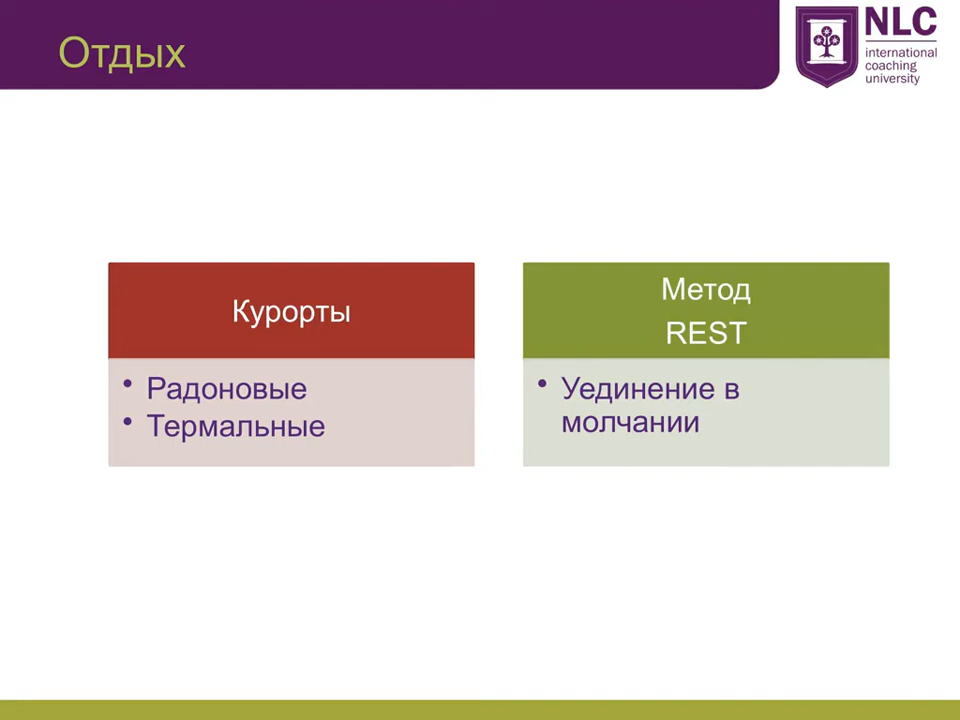 Отдых
NLC
international
coaching
university
Курорты
• Радоновые
• Термальные
Метод
REST
• Уединение в
молчании